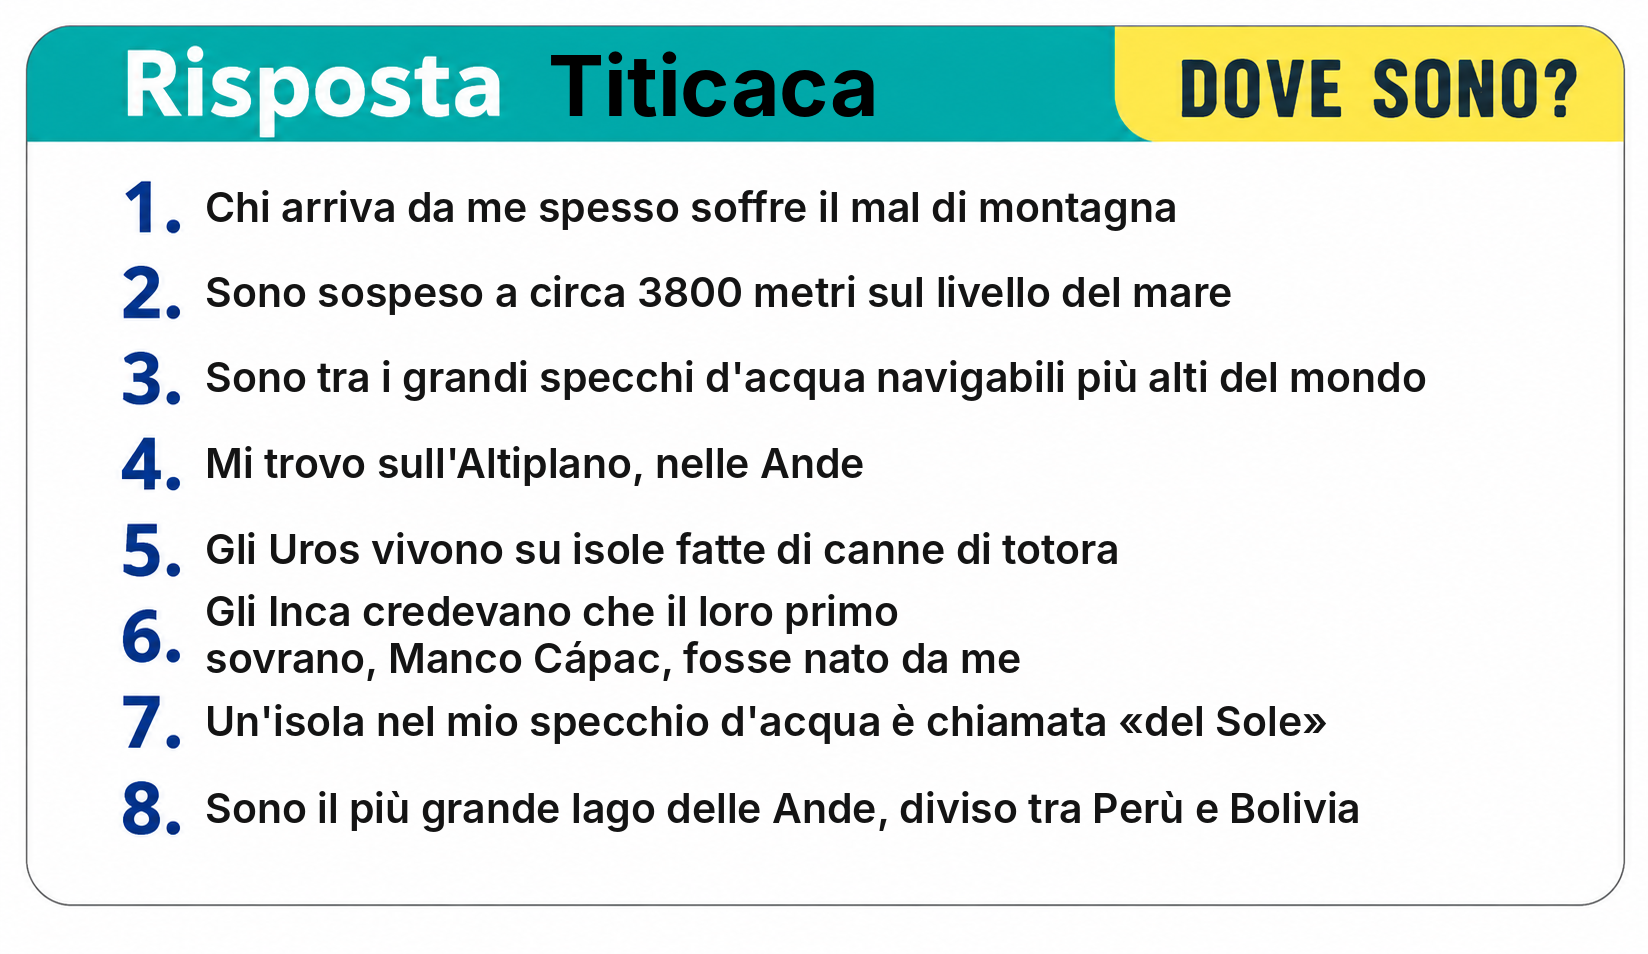 Risposta Titicaca DOVE SONO?
1. Chi arriva da me spesso soffre il mal di montagna
2. Sono sospeso a circa 3800 metri sul livello del mare
3. Sono tra i grandi specchi d'acqua navigabili più alti del mondo
4. Mi trovo sull'Altiplano, nelle Ande
5. Gli Uros vivono su isole fatte di canne di totora
6. Gli Inca credevano che il loro primo
sovrano, Manco Cápac, fosse nato da me
7. Un'isola nel mio specchio d'acqua è chiamata «del Sole»
8. Sono il più grande lago delle Ande, diviso tra Perù e Bolivia